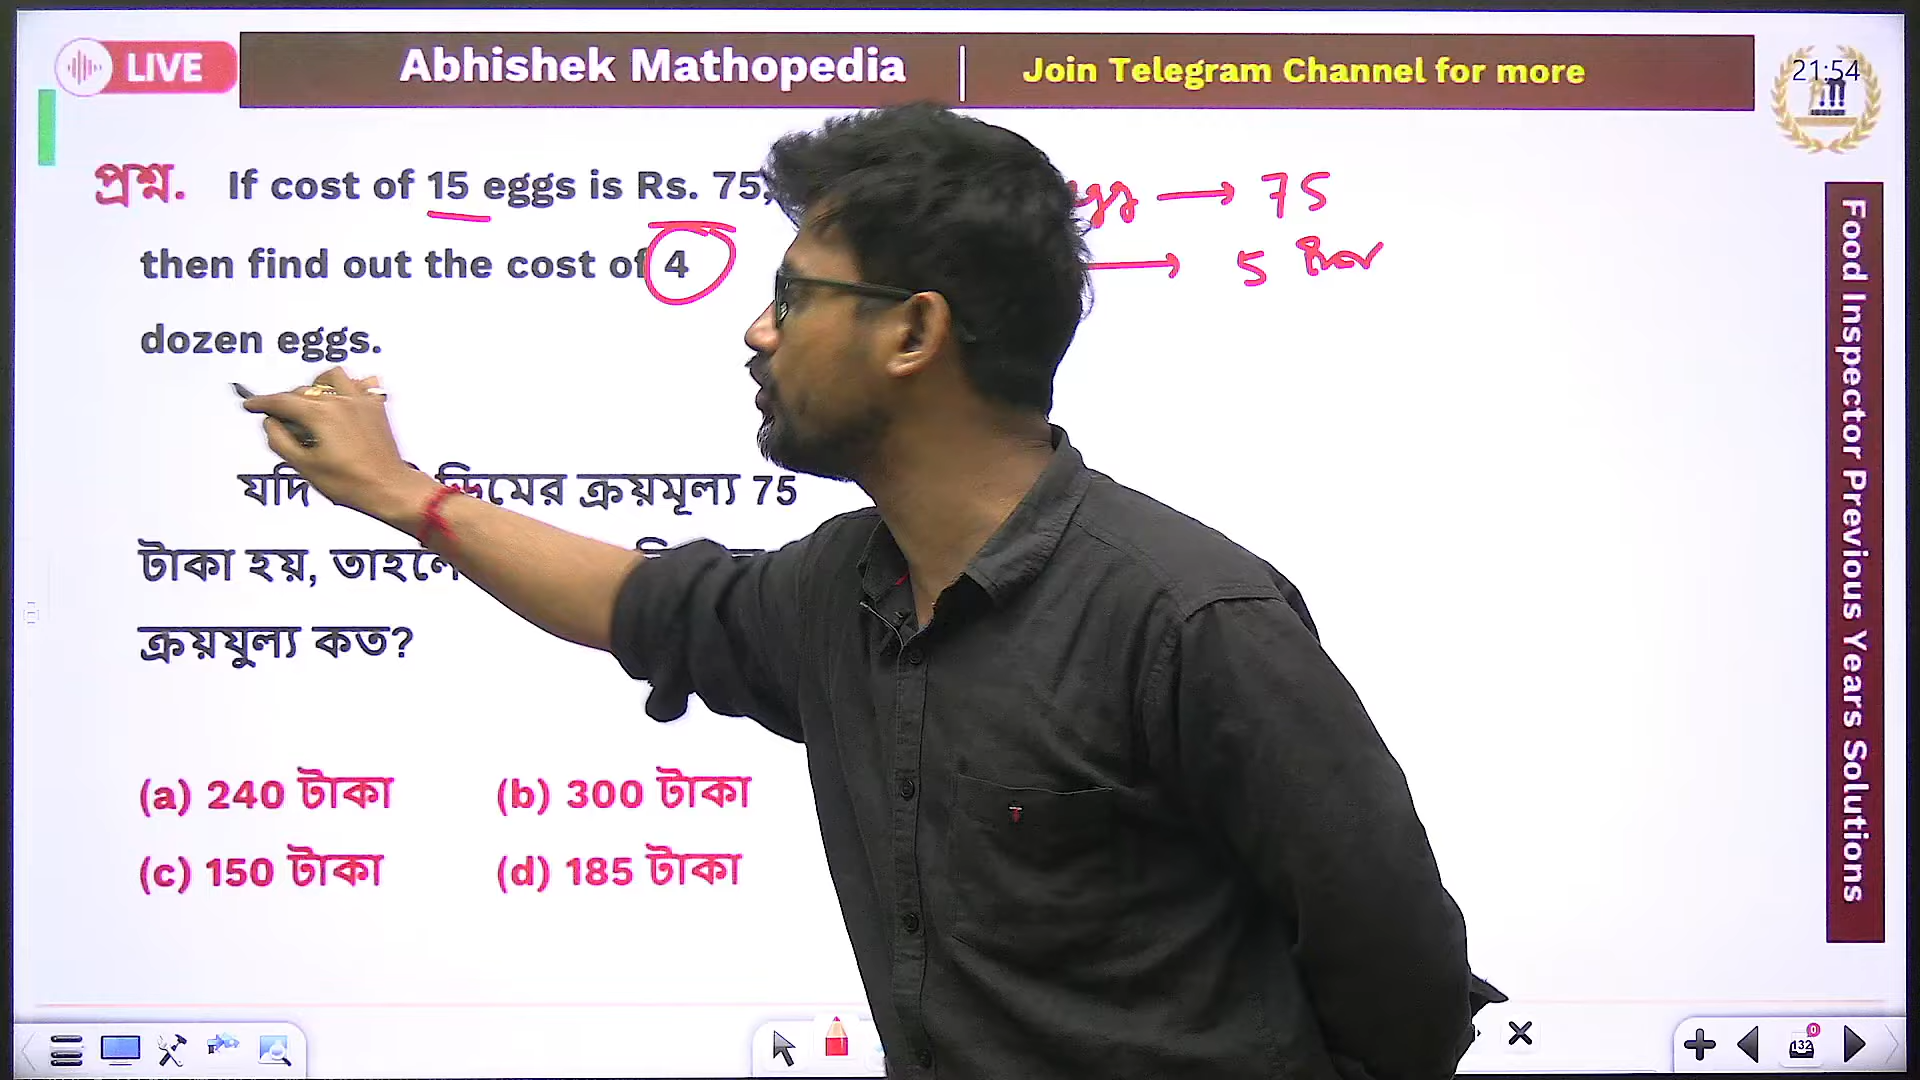 LIVE
Abhishek Mathopedia
Join Telegram Channel for more
21:54
প্রশ্ন. If cost of 15 eggs is Rs. 75,
then find out the cost of 4
dozen eggs.
→ 75
→ 5
যদি ডিমের ক্রয়মূল্য 75
টাকা হয়, তাহলে
ক্রয়যুল্য কত?
(a) 240 টাকা (b) 300 টাকা
(c) 150 টাকা (d) 185 টাকা
Food Inspector Previous Years Solutions
0
132